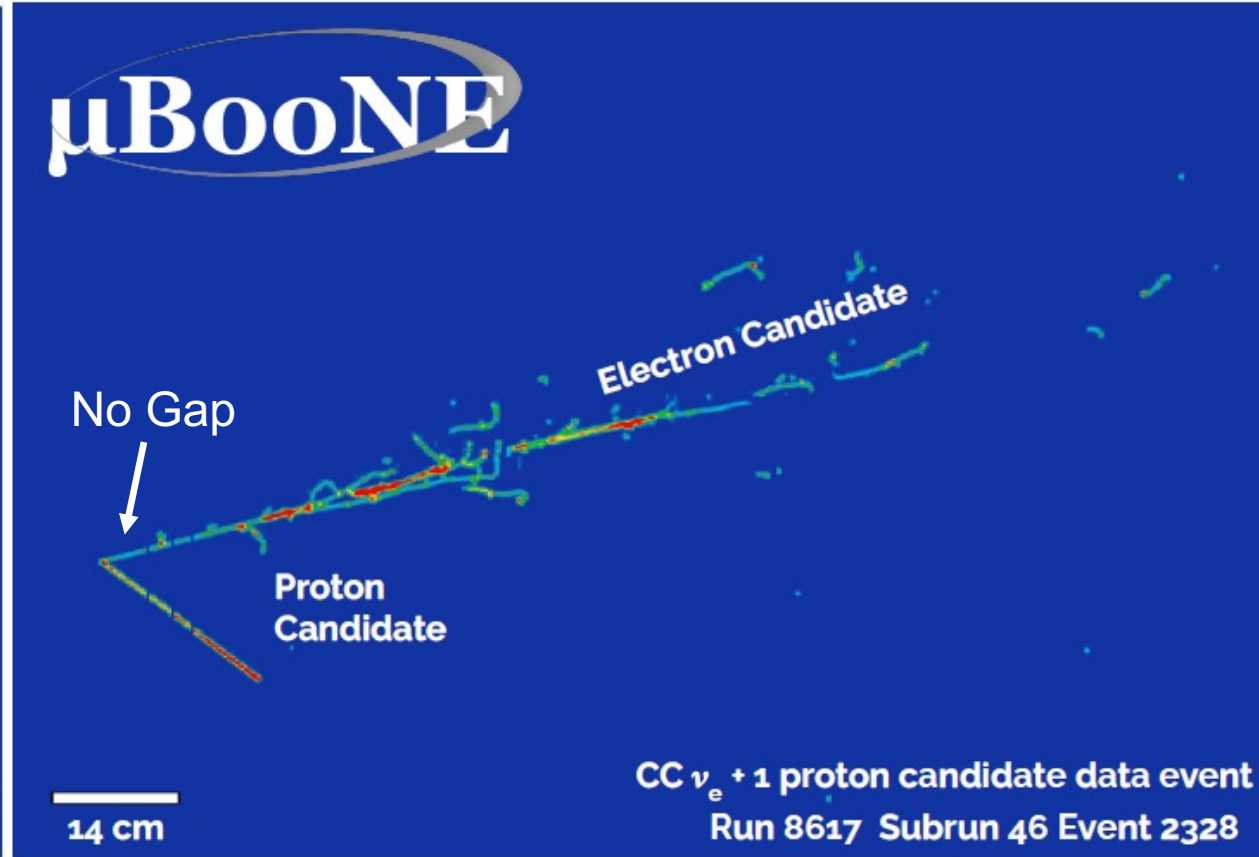 µBooNE
Electron Candidate
No Gap
Proton
Candidate
CC νe + 1 proton candidate data event
14 cm
Run 8617 Subrun 46 Event 2328